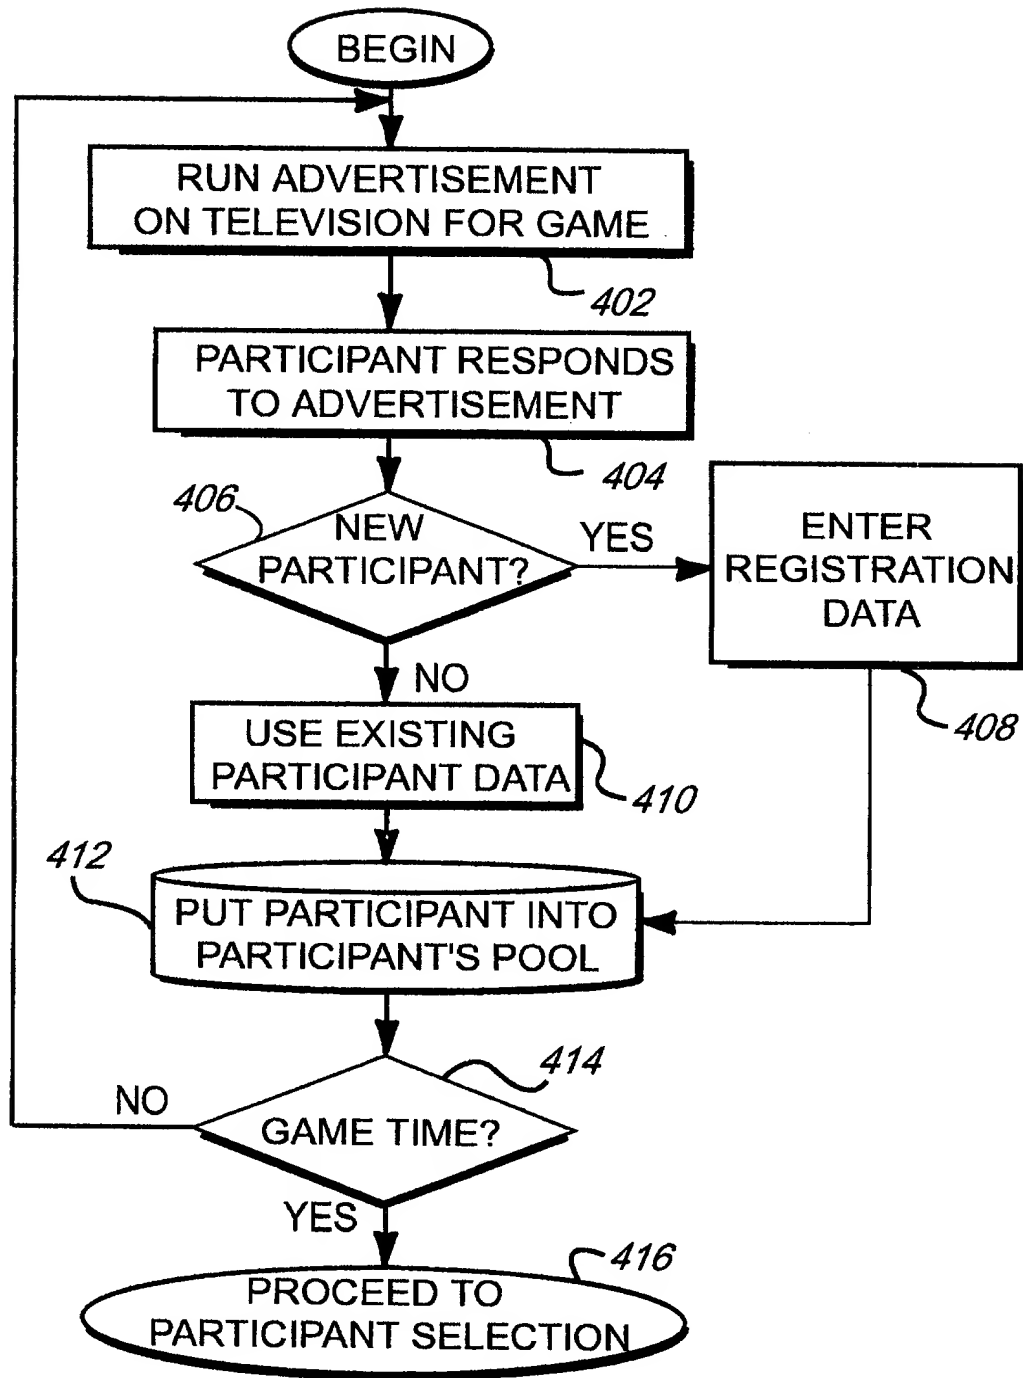 BEGIN
RUN ADVERTISEMENT
ON TELEVISION FOR GAME
402
PARTICIPANT RESPONDS
TO ADVERTISEMENT
404
406
NEW
PARTICIPANT?
YES
ENTER
REGISTRATION
DATA
408
NO
USE EXISTING
PARTICIPANT DATA
410
412
PUT PARTICIPANT INTO
PARTICIPANT'S POOL
414
NO
GAME TIME?
YES
416
PROCEED TO
PARTICIPANT SELECTION